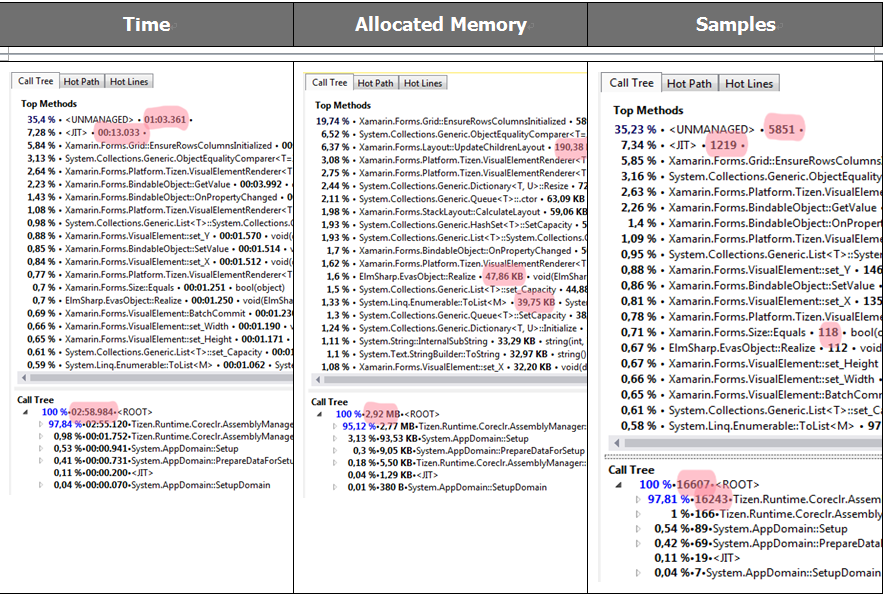 Time
Allocated Memory
Samples
Call Tree Hot Path Hot Lines
Top Methods
35,4 % • <UNMANAGED> • 01:03.361 •
7,28 % • <JIT> • 00:13.033 •
5,84 % • Xamarin.Forms.Grid::EnsureRowsColumnsInitialized • 00
3,13 % • System.Collections.Generic.ObjectEqualityComparer<T=
2,64 % • Xamarin.Forms.Platform.Tizen.VisualElementRenderer<T
2,23 % • Xamarin.Forms.BindableObject::GetValue • 00:03.992 •
1,43 % • Xamarin.Forms.BindableObject::OnPropertyChanged • 00
1,08 % • Xamarin.Forms.Platform.Tizen.VisualElementRenderer<T
0,98 % • System.Collections.Generic.List<T>::System.Collections.
0,88 % • Xamarin.Forms.VisualElement::set_Y • 00:01.570 • void(d
0,85 % • Xamarin.Forms.BindableObject::SetValue • 00:01.514 • v
0,84 % • Xamarin.Forms.VisualElement::set_X • 00:01.512 • void(d
0,77 % • Xamarin.Forms.Platform.Tizen.VisualElementRenderer<T
0,7 % • Xamarin.Forms.Size::Equals • 00:01.251 • bool(object)
0,7 % • ElmSharp.EvasObject::Realize • 00:01.250 • void(ElmSha
0,69 % • Xamarin.Forms.VisualElement::BatchCommit • 00:01.23
0,66 % • Xamarin.Forms.VisualElement::set_Width • 00:01.190 • v
0,65 % • Xamarin.Forms.VisualElement::set_Height • 00:01.171 •
0,61 % • System.Collections.Generic.List<T>::set_Capacity • 00:01
0,59 % • System.Linq.Enumerable::ToList<M> • 00:01.062 • Syste
Call Tree
100 %•02:58.984•<ROOT>
97,84 %•02:55.120•Tizen.Runtime.Coreclr.AssemblyManage
0,98 %•00:01.752•Tizen.Runtime.Coreclr.AssemblyManage
0,53 %•00:00.941•System.AppDomain::Setup
0,41 %•00:00.731•System.AppDomain::PrepareDataForSetu
0,11 %•00:00.200•<JIT>
0,04 %•00:00.070•System.AppDomain::SetupDomain
Call Tree Hot Path Hot Lines
Top Methods
19,74 % • Xamarin.Forms.Grid::EnsureRowsColumnsInitialized • 58
6,52 % • System.Collections.Generic.ObjectEqualityComparer<T=
6,37 % • Xamarin.Forms.Layout::UpdateChildrenLayout • 190,38
3,08 % • Xamarin.Forms.Platform.Tizen.VisualElementRenderer<T
2,75 % • Xamarin.Forms.Platform.Tizen.VisualElementRenderer<T
2,44 % • System.Collections.Generic.Dictionary<T, U>::Resize • 72
2,11 % • System.Collections.Generic.Queue<T>::.ctor • 63,09 KB
1,98 % • Xamarin.Forms.StackLayout::CalculateLayout • 59,06 KB
1,93 % • System.Collections.Generic.HashSet<T>::SetCapacity • 5
1,93 % • System.Collections.Generic.List<T>::System.Collections.
1,7 % • Xamarin.Forms.BindableObject::OnPropertyChanged • 5
1,62 % • Xamarin.Forms.Platform.Tizen.VisualElementRenderer<T
1,6 % • ElmSharp.EvasObject::Realize • 47,86 KB • void(ElmShar
1,5 % • System.Collections.Generic.List<T>::set_Capacity • 44,88
1,33 % • System.Linq.Enumerable::ToList<M> • 39,75 KB • System
1,3 % • System.Collections.Generic.Queue<T>::SetCapacity • 38,
1,24 % • System.Collections.Generic.Dictionary<T, U>::Initialize •
1,11 % • System.String::InternalSubString • 33,29 KB • string(int,
1,1 % • System.Text.StringBuilder::ToString • 32,97 KB • string()
1,08 % • Xamarin.Forms.VisualElement::set_X • 32,20 KB • void(d
Call Tree
100 %•2,92 MB•<ROOT>
95,12 %•2,77 MB•Tizen.Runtime.Coreclr.AssemblyManager:
3,13 %•93,53 KB•System.AppDomain::Setup
0,3 %•9,05 KB•System.AppDomain::PrepareDataForSetup
0,18 %•5,50 KB•Tizen.Runtime.Coreclr.AssemblyManager::
0,04 %•1,29 KB•<JIT>
0,01 %•380 B•System.AppDomain::SetupDomain
Call Tree Hot Path Hot Lines
Top Methods
35,23 % • <UNMANAGED> • 5851 •
7,34 % • <JIT> • 1219 •
5,85 % • Xamarin.Forms.Grid::EnsureRowsColumns
3,16 % • System.Collections.Generic.ObjectEquality
2,63 % • Xamarin.Forms.Platform.Tizen.VisualEleme
2,26 % • Xamarin.Forms.BindableObject::GetValue •
1,4 % • Xamarin.Forms.BindableObject::OnPropert
1,09 % • Xamarin.Forms.Platform.Tizen.VisualEleme
0,95 % • System.Collections.Generic.List<T>::System
0,88 % • Xamarin.Forms.VisualElement::set_Y • 146
0,86 % • Xamarin.Forms.BindableObject::SetValue •
0,81 % • Xamarin.Forms.VisualElement::set_X • 135
0,78 % • Xamarin.Forms.Platform.Tizen.VisualEleme
0,71 % • Xamarin.Forms.Size::Equals • 118 • bool(ob
0,67 % • ElmSharp.EvasObject::Realize • 112 • void
0,67 % • Xamarin.Forms.VisualElement::set_Height
0,66 % • Xamarin.Forms.VisualElement::set_Width •
0,65 % • Xamarin.Forms.VisualElement::BatchComm
0,61 % • System.Collections.Generic.List<T>::set_Ca
0,58 % • System.Linq.Enumerable::ToList<M> • 97
Call Tree
100 %•16607•<ROOT>
97,81 %•16243•Tizen.Runtime.Coreclr.Assem
1 %•166•Tizen.Runtime.Coreclr.Assembly
0,54 %•89•System.AppDomain::Setup
0,42 %•69•System.AppDomain::PrepareDatal
0,11 %•19•<JIT>
0,04 %•7•System.AppDomain::SetupDomain